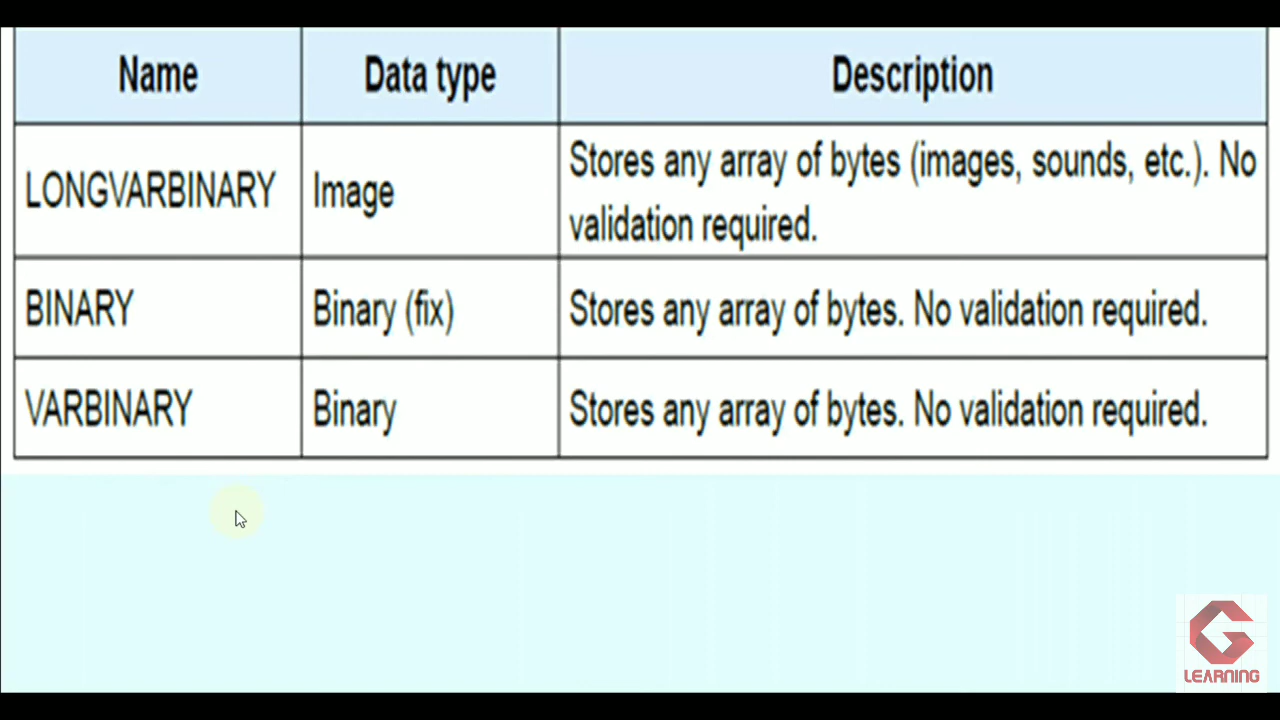 Name Data type Description
LONGVARBINARY Image Stores any array of bytes (images, sounds, etc.). No
validation required.
BINARY Binary (fix) Stores any array of bytes. No validation required.
VARBINARY Binary Stores any array of bytes. No validation required.
LEARNING